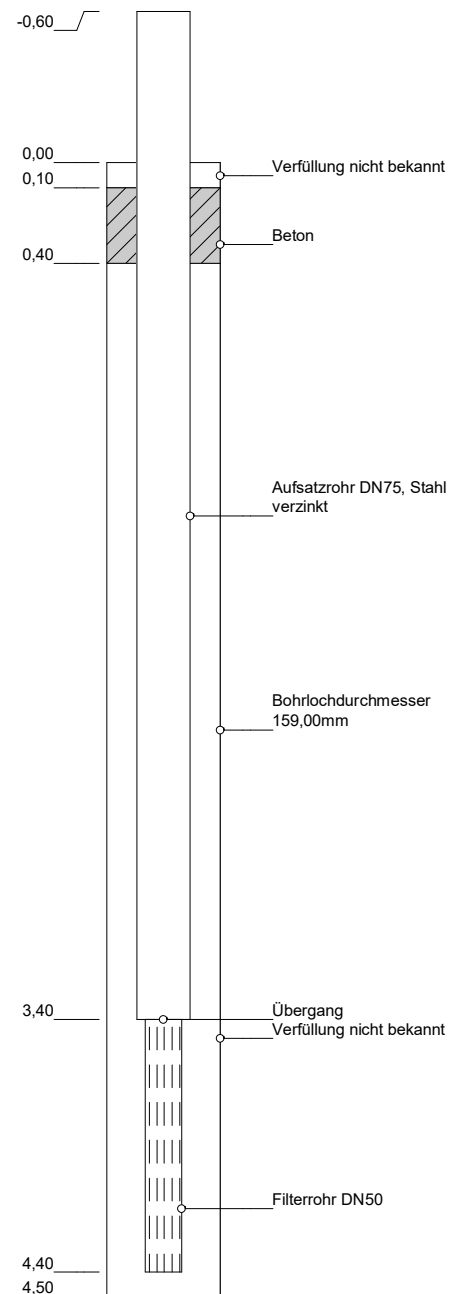 -0,60
0,00
Verfüllung nicht bekannt
0,10
Beton
0,40
Aufsatzrohr DN75, Stahl
verzinkt
Bohrlochdurchmesser
159,00mm
3,40
Übergang
Verfüllung nicht bekannt
Filterrohr DN50
4,40
4,50